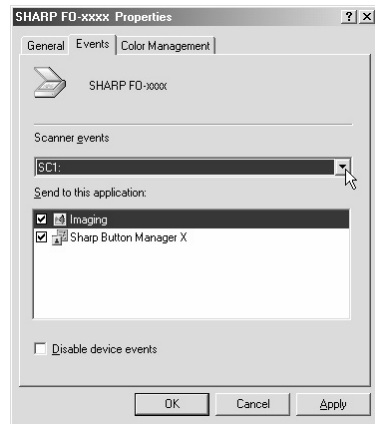 SHARP FO-xxxx Properties
General Events Color Management
SHARP FO-xxxx
Scanner events
SC1:
Send to this application:
Imaging
Sharp Button Manager X
Disable device events
OK Cancel Apply